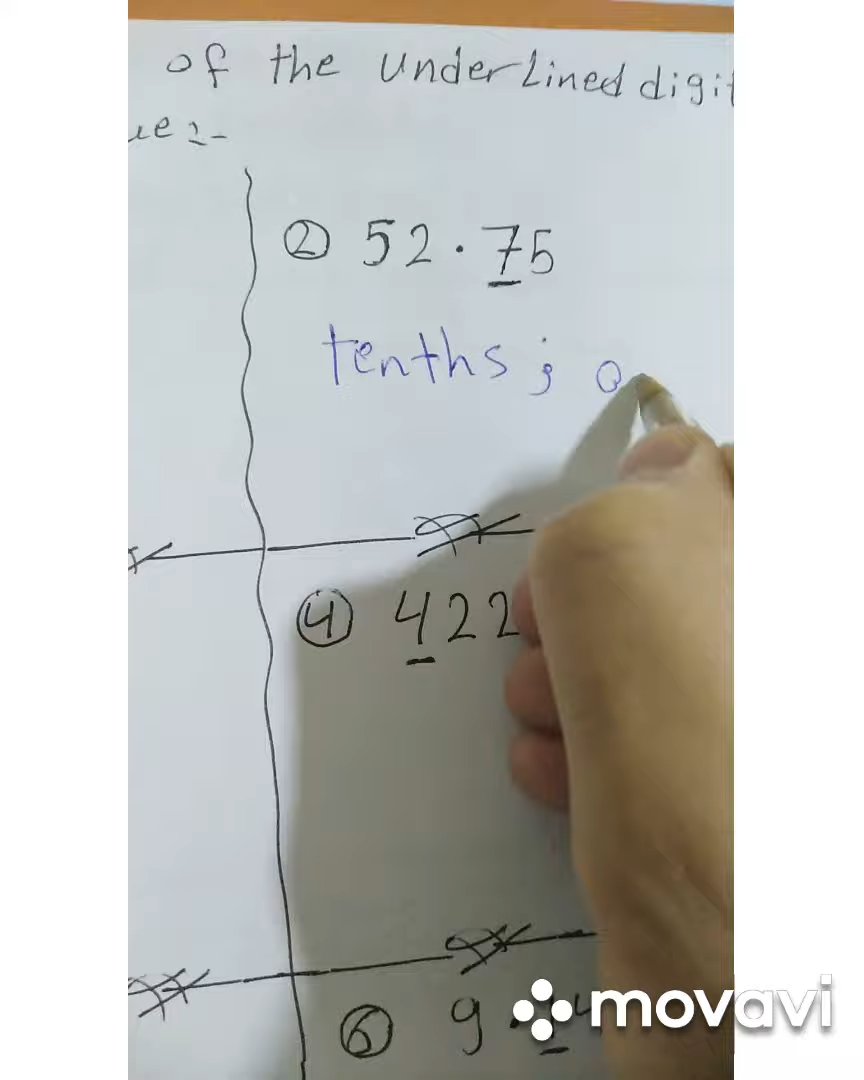 of the underlined digit
② 52.75
tenths ; 0
④ 422
⑥ 9.
movavi